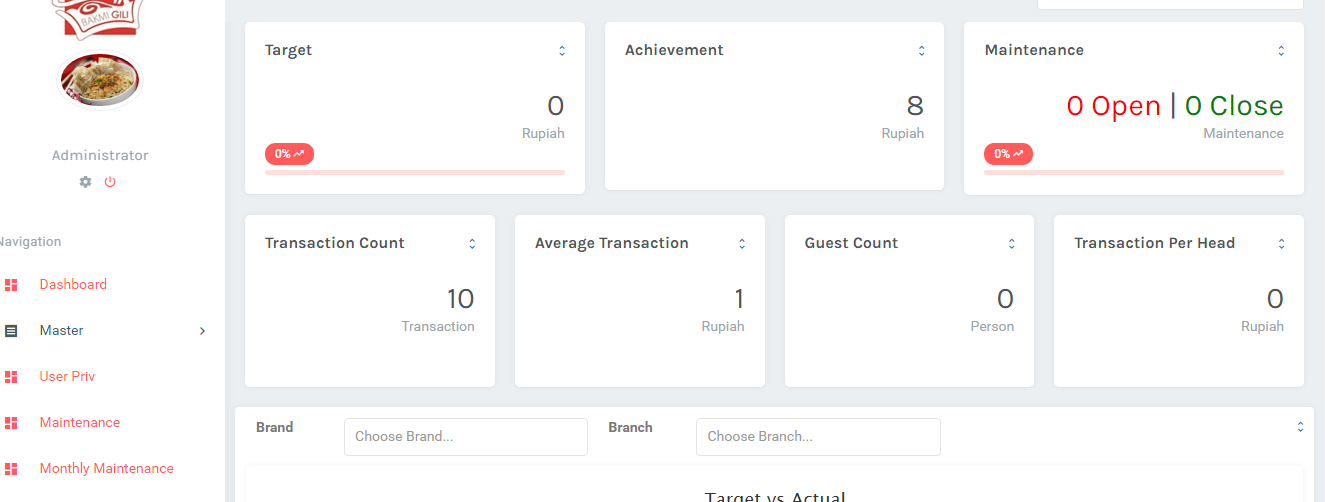 BAKMI GILI
Administrator
Navigation
Dashboard
Master
User Priv
Maintenance
Monthly Maintenance
Target
0
Rupiah
0%
Achievement
8
Rupiah
Maintenance
0 Open | 0 Close
Maintenance
0%
Transaction Count
10
Transaction
Average Transaction
1
Rupiah
Guest Count
0
Person
Transaction Per Head
0
Rupiah
Brand
Choose Brand...
Branch
Choose Branch...
Target vs Actual